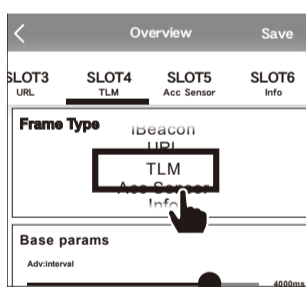 Overview Save
SLOT3 SLOT4 SLOT5 SLOT6
URL TLM Acc Sensor Info
Frame Type
iBeacon
URL
TLM
Acc Sensor
Info
Base params
Adv:interval
4000ms